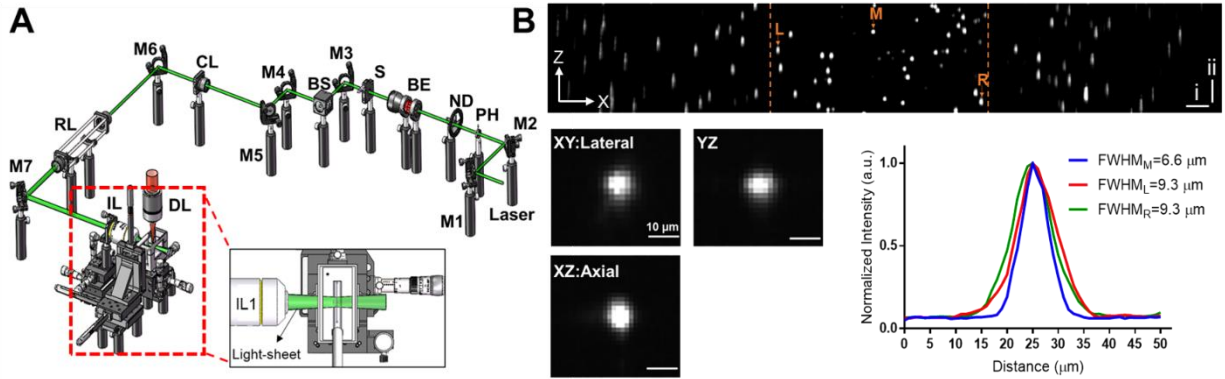 A
M6
CL
M4
M3
BS
S
BE
ND
PH
M2
RL
M5
M7
IL
DL
M1
Laser
IL1
Light-sheet
B
L
M
R
Z
X
i
ii
XY:Lateral
10 μm
YZ
XZ:Axial
Normalized Intensity (a.u.)
1.0
0.5
0.0
0 5 10 15 20 25 30 35 40 45 50
Distance (μm)
FWHMM=6.6 μm
FWHML=9.3 μm
FWHMR=9.3 μm